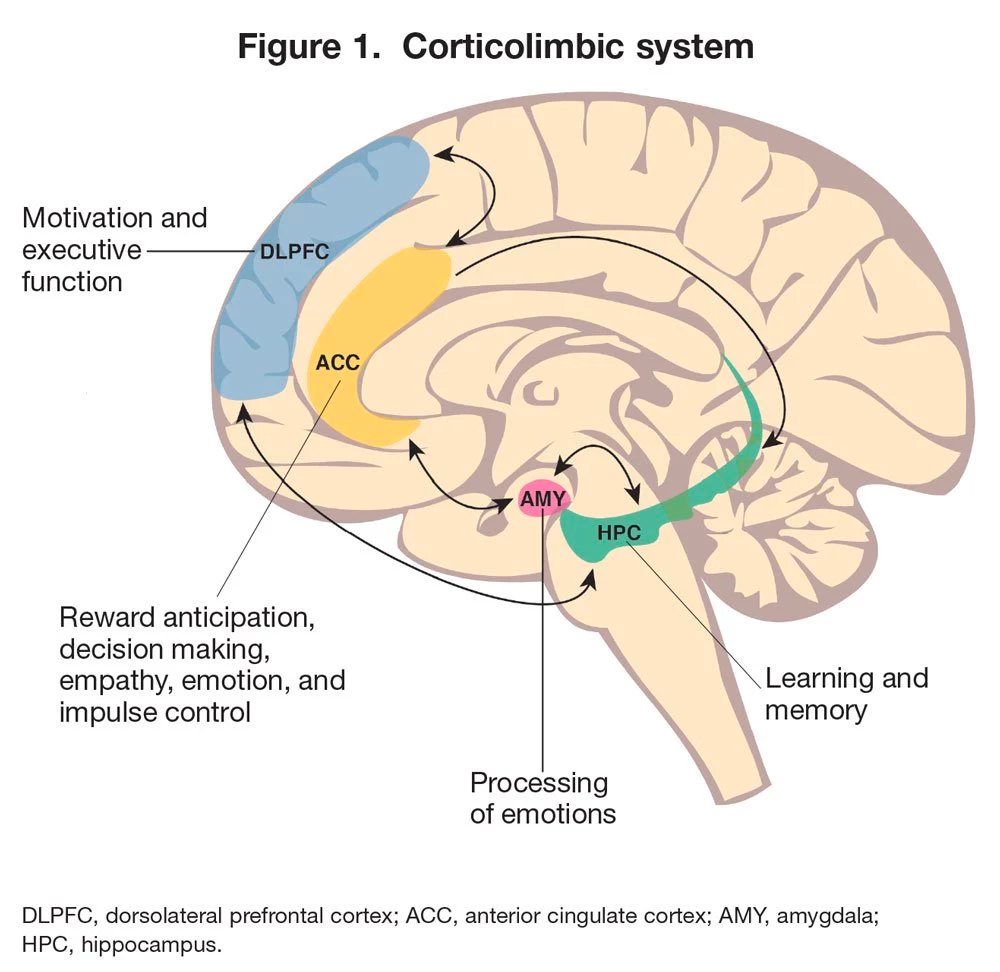 Figure 1.  Corticolimbic system
Motivation and
executive
function
DLPFC
ACC
AMY
HPC
Reward anticipation,
decision making,
empathy, emotion, and
impulse control
Learning and
memory
Processing
of emotions
DLPFC, dorsolateral prefrontal cortex; ACC, anterior cingulate cortex; AMY, amygdala;
HPC, hippocampus.